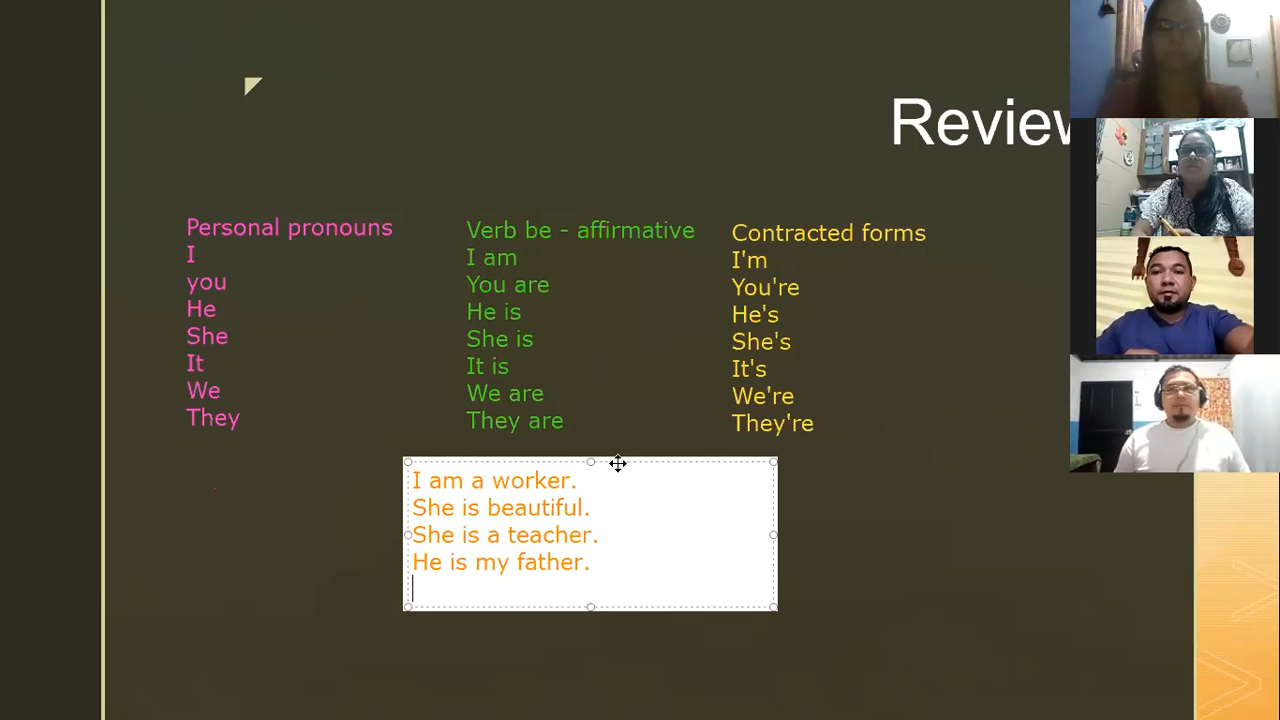 Review
Personal pronouns
I
you
He
She
It
We
They
Verb be - affirmative
I am
You are
He is
She is
It is
We are
They are
Contracted forms
I'm
You're
He's
She's
It's
We're
They're
I am a worker.
She is beautiful.
She is a teacher.
He is my father.